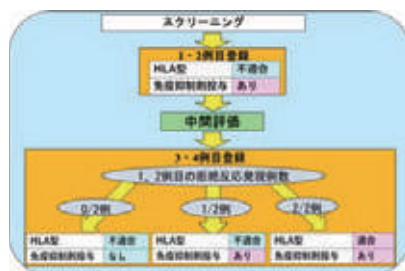 スクリーニング
1・2例目登録
HLA型 不適合
免疫抑制剤投与 あり
中間評価
3・4例目登録
1, 2例目の拒絶反応発現例数
0/2例 1/2例 2/2例
HLA型 不適合 HLA型 不適合 HLA型 適合
免疫抑制剤投与 なし 免疫抑制剤投与 あり 免疫抑制剤投与 あり